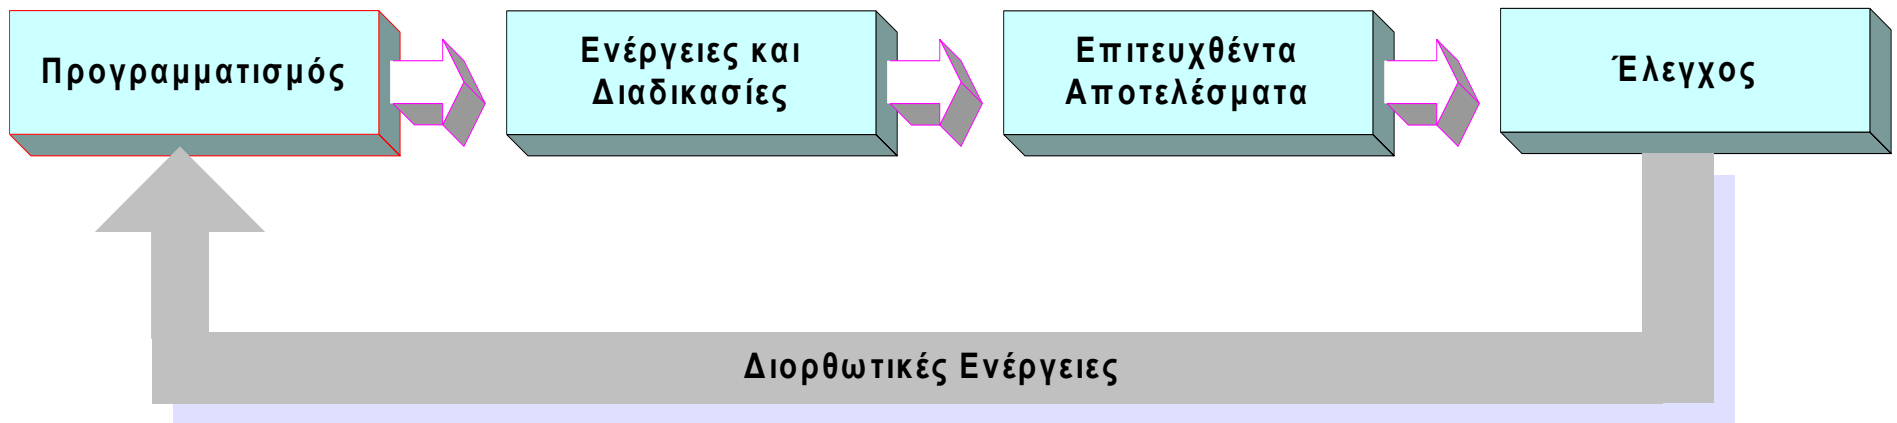 Προγραμματισμός
Ενέργειες και
Διαδικασίες
Επιτευχθέντα
Αποτελέσματα
Έλεγχος
Διορθωτικές Ενέργειες